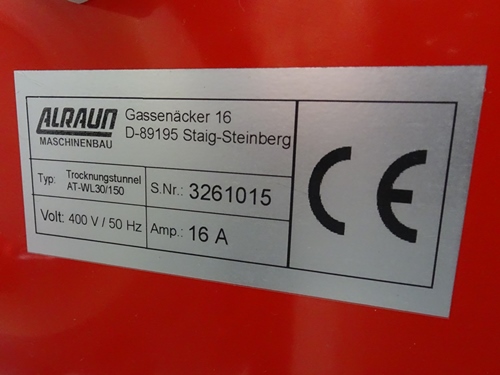 ALRAUN
MASCHINENBAU
Gassenäcker 16
D-89195 Staig-Steinberg
Typ: Trocknungstunnel
AT-WL30/150
S.Nr.: 3261015
Volt: 400 V / 50 Hz
Amp.: 16 A
CE